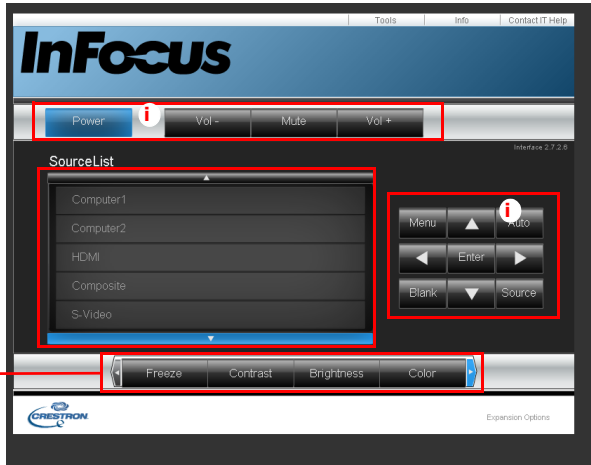 Tools Info Contact IT Help
InFocus
Power i Vol - Mute Vol +
Interface 2.7.2.6
SourceList
Computer1
Computer2
HDMI
Composite
S-Video
Menu i Auto
Enter
Blank Source
Freeze Contrast Brightness Color
CRESTRON
Expansion Options